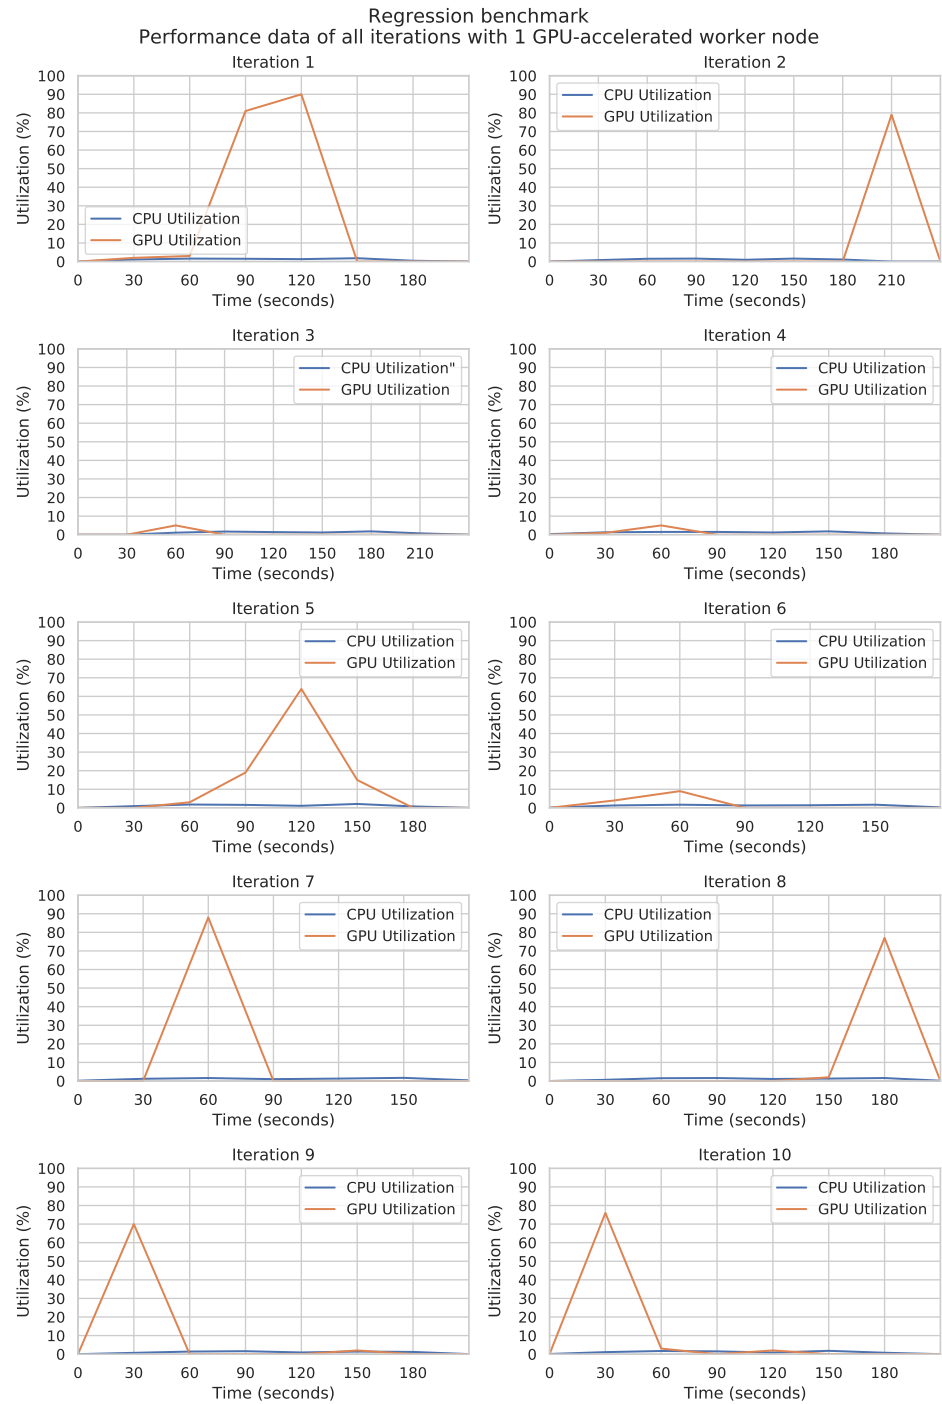 Regression benchmark
Performance data of all iterations with 1 GPU-accelerated worker node
Iteration 1
100
90
80
70
60
50
40
30
20
10
0
Utilization (%)
CPU Utilization
GPU Utilization
0 30 60 90 120 150 180
Time (seconds)
Iteration 2
100
90
80
70
60
50
40
30
20
10
0
Utilization (%)
CPU Utilization
GPU Utilization
0 30 60 90 120 150 180 210
Time (seconds)
Iteration 3
100
90
80
70
60
50
40
30
20
10
0
Utilization (%)
CPU Utilization"
GPU Utilization
0 30 60 90 120 150 180 210
Time (seconds)
Iteration 4
100
90
80
70
60
50
40
30
20
10
0
Utilization (%)
CPU Utilization
GPU Utilization
0 30 60 90 120 150 180
Time (seconds)
Iteration 5
100
90
80
70
60
50
40
30
20
10
0
Utilization (%)
CPU Utilization
GPU Utilization
0 30 60 90 120 150 180
Time (seconds)
Iteration 6
100
90
80
70
60
50
40
30
20
10
0
Utilization (%)
CPU Utilization
GPU Utilization
0 30 60 90 120 150
Time (seconds)
Iteration 7
100
90
80
70
60
50
40
30
20
10
0
Utilization (%)
CPU Utilization
GPU Utilization
0 30 60 90 120 150
Time (seconds)
Iteration 8
100
90
80
70
60
50
40
30
20
10
0
Utilization (%)
CPU Utilization
GPU Utilization
0 30 60 90 120 150 180
Time (seconds)
Iteration 9
100
90
80
70
60
50
40
30
20
10
0
Utilization (%)
CPU Utilization
GPU Utilization
0 30 60 90 120 150 180
Time (seconds)
Iteration 10
100
90
80
70
60
50
40
30
20
10
0
Utilization (%)
CPU Utilization
GPU Utilization
0 30 60 90 120 150 180
Time (seconds)